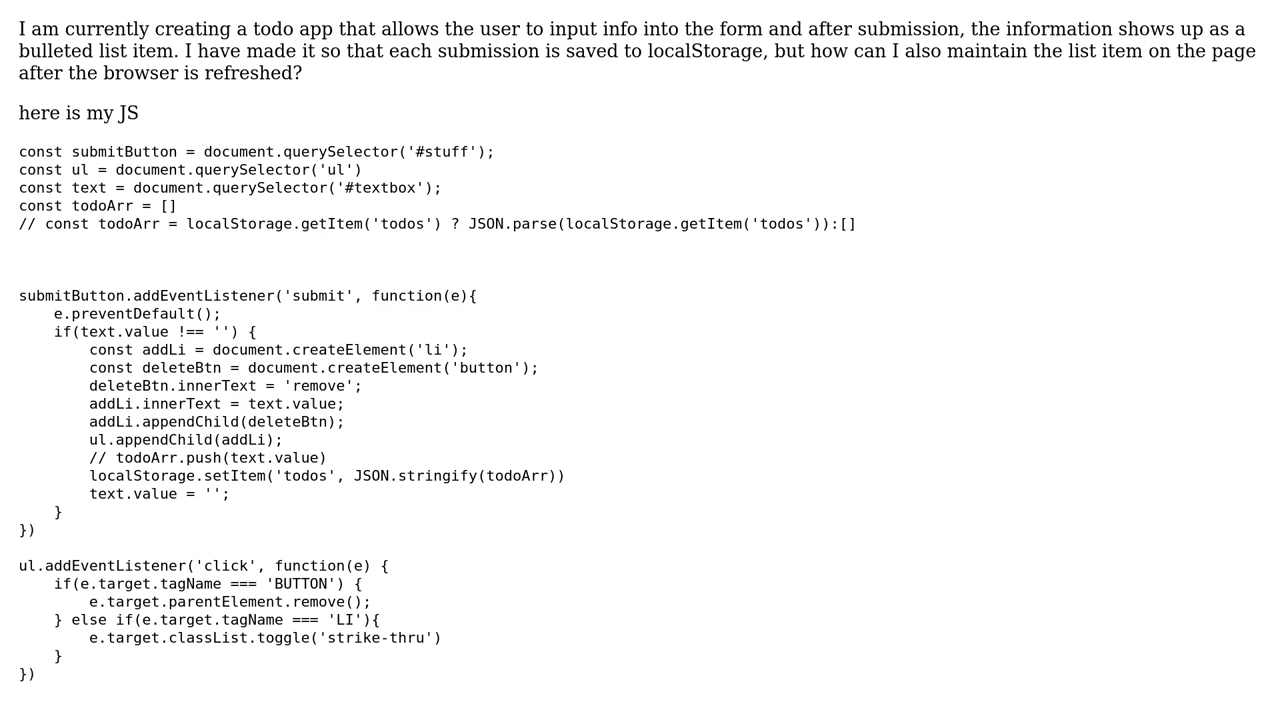 I am currently creating a todo app that allows the user to input info into the form and after submission, the information shows up as a
bulleted list item. I have made it so that each submission is saved to localStorage, but how can I also maintain the list item on the page
after the browser is refreshed?
here is my JS
const submitButton = document.querySelector('#stuff');
const ul = document.querySelector('ul')
const text = document.querySelector('#textbox');
const todoArr = []
// const todoArr = localStorage.getItem('todos') ? JSON.parse(localStorage.getItem('todos')):[]
submitButton.addEventListener('submit', function(e){
    e.preventDefault();
    if(text.value !== '') {
        const addLi = document.createElement('li');
        const deleteBtn = document.createElement('button');
        deleteBtn.innerText = 'remove';
        addLi.innerText = text.value;
        addLi.appendChild(deleteBtn);
        ul.appendChild(addLi);
        // todoArr.push(text.value)
        localStorage.setItem('todos', JSON.stringify(todoArr))
        text.value = '';
    }
})
ul.addEventListener('click', function(e) {
    if(e.target.tagName === 'BUTTON') {
        e.target.parentElement.remove();
    } else if(e.target.tagName === 'LI'){
        e.target.classList.toggle('strike-thru')
    }
})